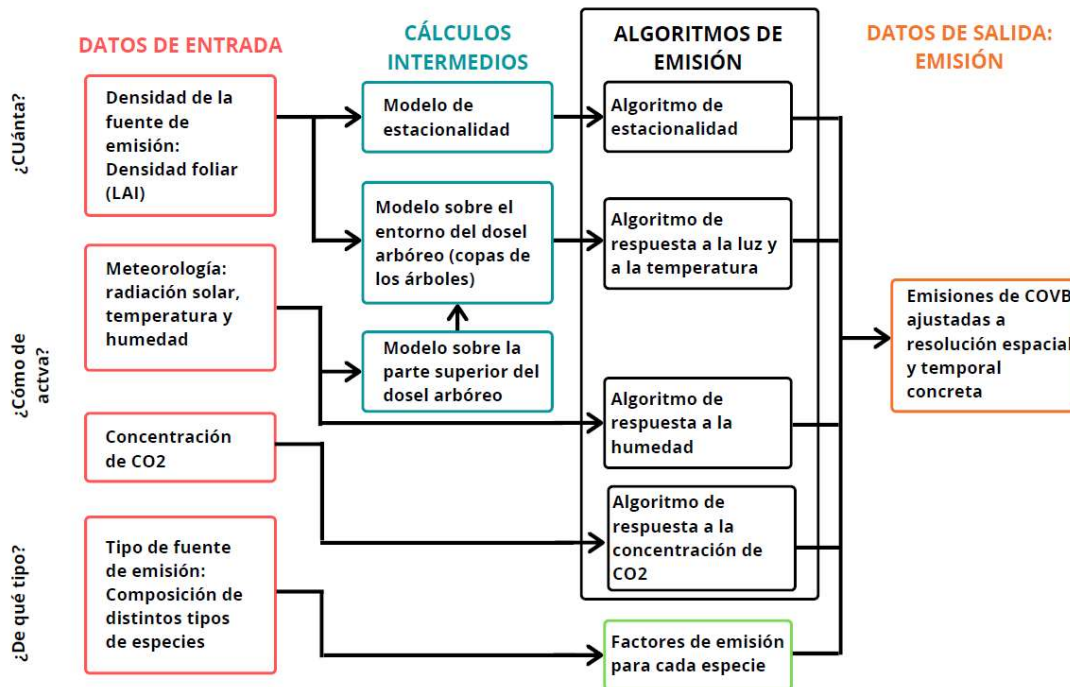 DATOS DE ENTRADA
CÁLCULOS
INTERMEDIOS
ALGORITMOS DE
EMISIÓN
DATOS DE SALIDA:
EMISIÓN
¿CUánta?
Densidad de la
fuente de
emisión:
Densidad foliar
(LAI)
Modelo de
estacionalidad
Algoritmo de
estacionalidad
Modelo sobre el
entorno del dosel
arbóreo (copas de
los árboles)
Algoritmo de
respuesta a la luz y
a la temperatura
¿Cómo de
actva?
Meteorología:
radiación solar,
temperatura y
humedad
Modelo sobre la
parte superior del
dosel arbóreo
Algoritmo de
respuesta a la
humedad
Emisiones de COVB
ajustadas a
resolución espacial
y temporal
concreta
Concentración
de CO2
Algoritmo de
respuesta a la
concentración de
CO2
¿De qué tipo?
Tipo de fuente
de emisión:
Composición de
distintos tipos
de especies
Factores de emisión
para cada especie